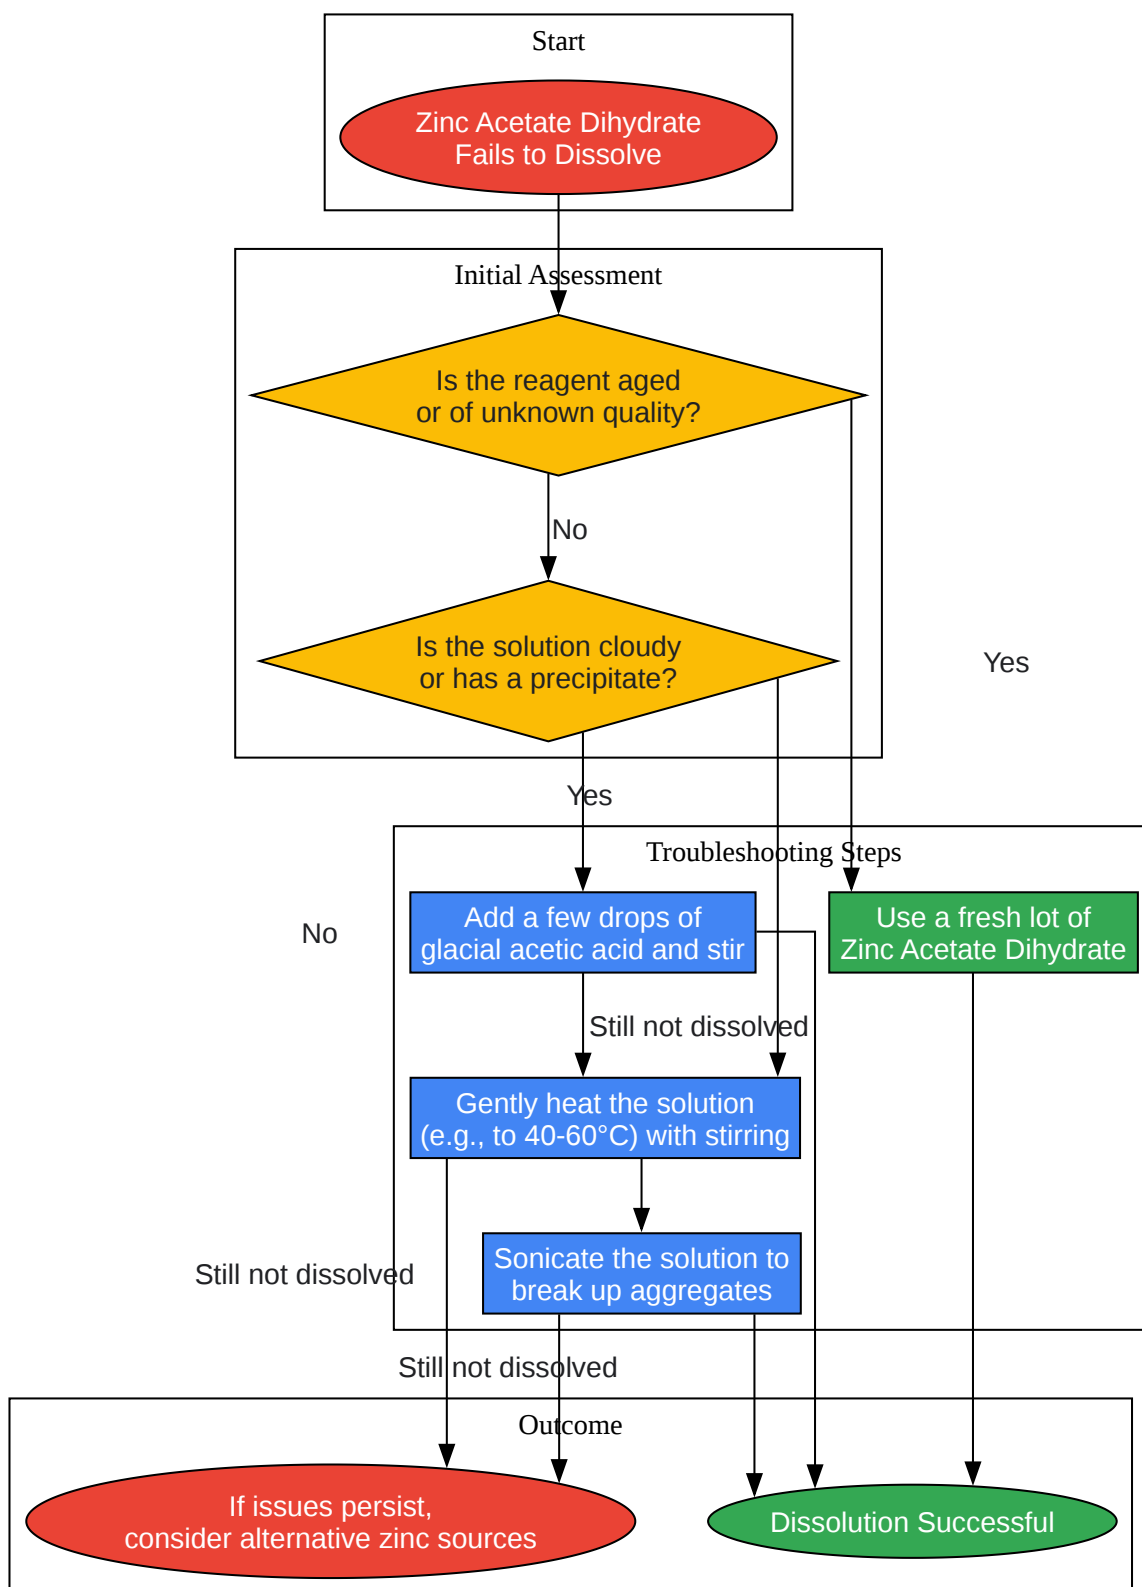 Start
Zinc Acetate Dihydrate
Fails to Dissolve
Initial Assessment
Is the reagent aged
or of unknown quality?
No
Is the solution cloudy
or has a precipitate?
Yes
Yes
Troubleshooting Steps
Add a few drops of
glacial acetic acid and stir
Use a fresh lot of
Zinc Acetate Dihydrate
No
Still not dissolved
Gently heat the solution
(e.g., to 40-60°C) with stirring
Sonicate the solution to
break up aggregates
Still not dissolved
Still not dissolved
Outcome
If issues persist,
consider alternative zinc sources
Dissolution Successful